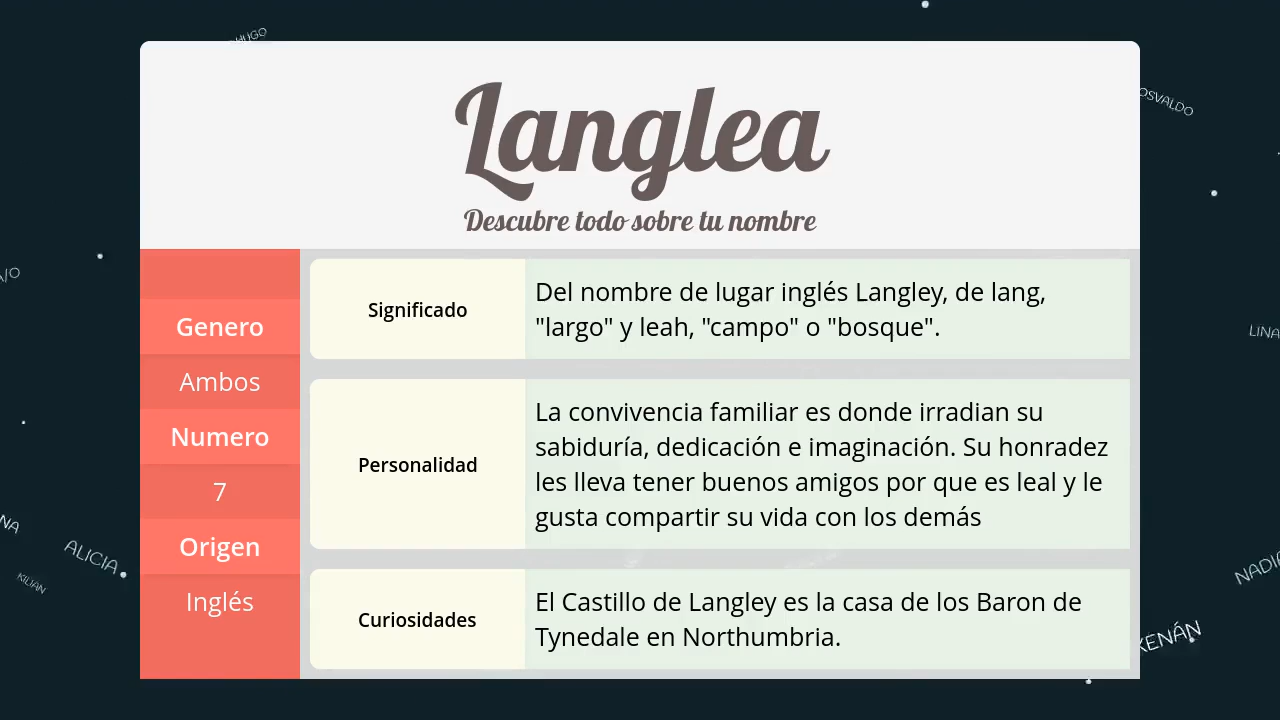 HUGO
OSVALDO
Langlea
Descubre todo sobre tu nombre
Genero
Ambos
Numero
7
Origen
Inglés
Significado
Del nombre de lugar inglés Langley, de lang,
"largo" y leah, "campo" o "bosque".
Personalidad
La convivencia familiar es donde irradian su
sabiduría, dedicación e imaginación. Su honradez
les lleva tener buenos amigos por que es leal y le
gusta compartir su vida con los demás
Curiosidades
El Castillo de Langley es la casa de los Baron de
Tynedale en Northumbria.
LINA
ALICIA
KILIAN
NADI
KENÁN